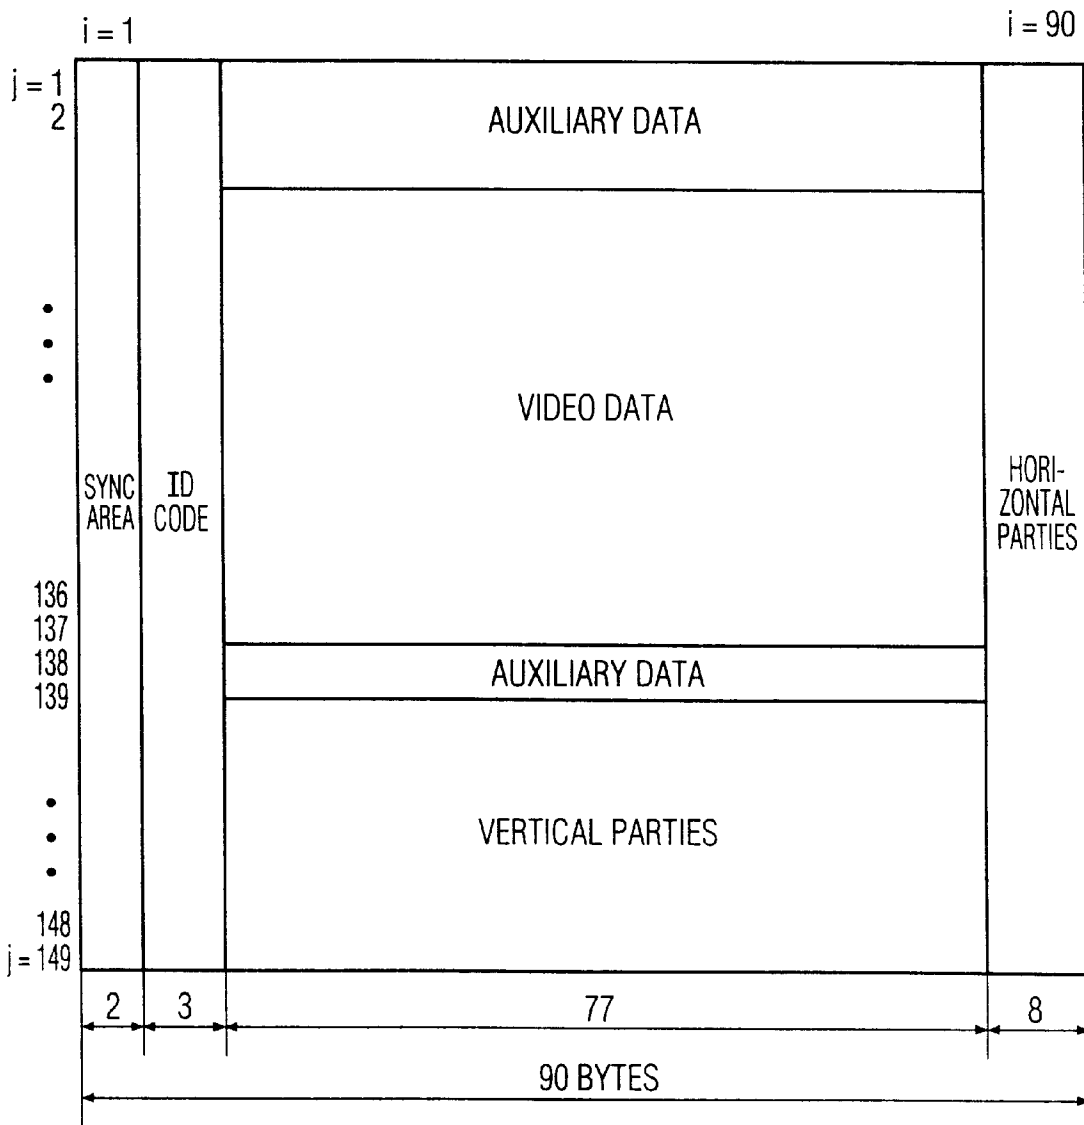 i = 1
i = 90
j = 1
2
AUXILIARY DATA
VIDEO DATA
SYNC
AREA
ID
CODE
HORI-
ZONTAL
PARTIES
136
137
138
139
AUXILIARY DATA
VERTICAL PARTIES
148
j = 149
2
3
77
8
90 BYTES